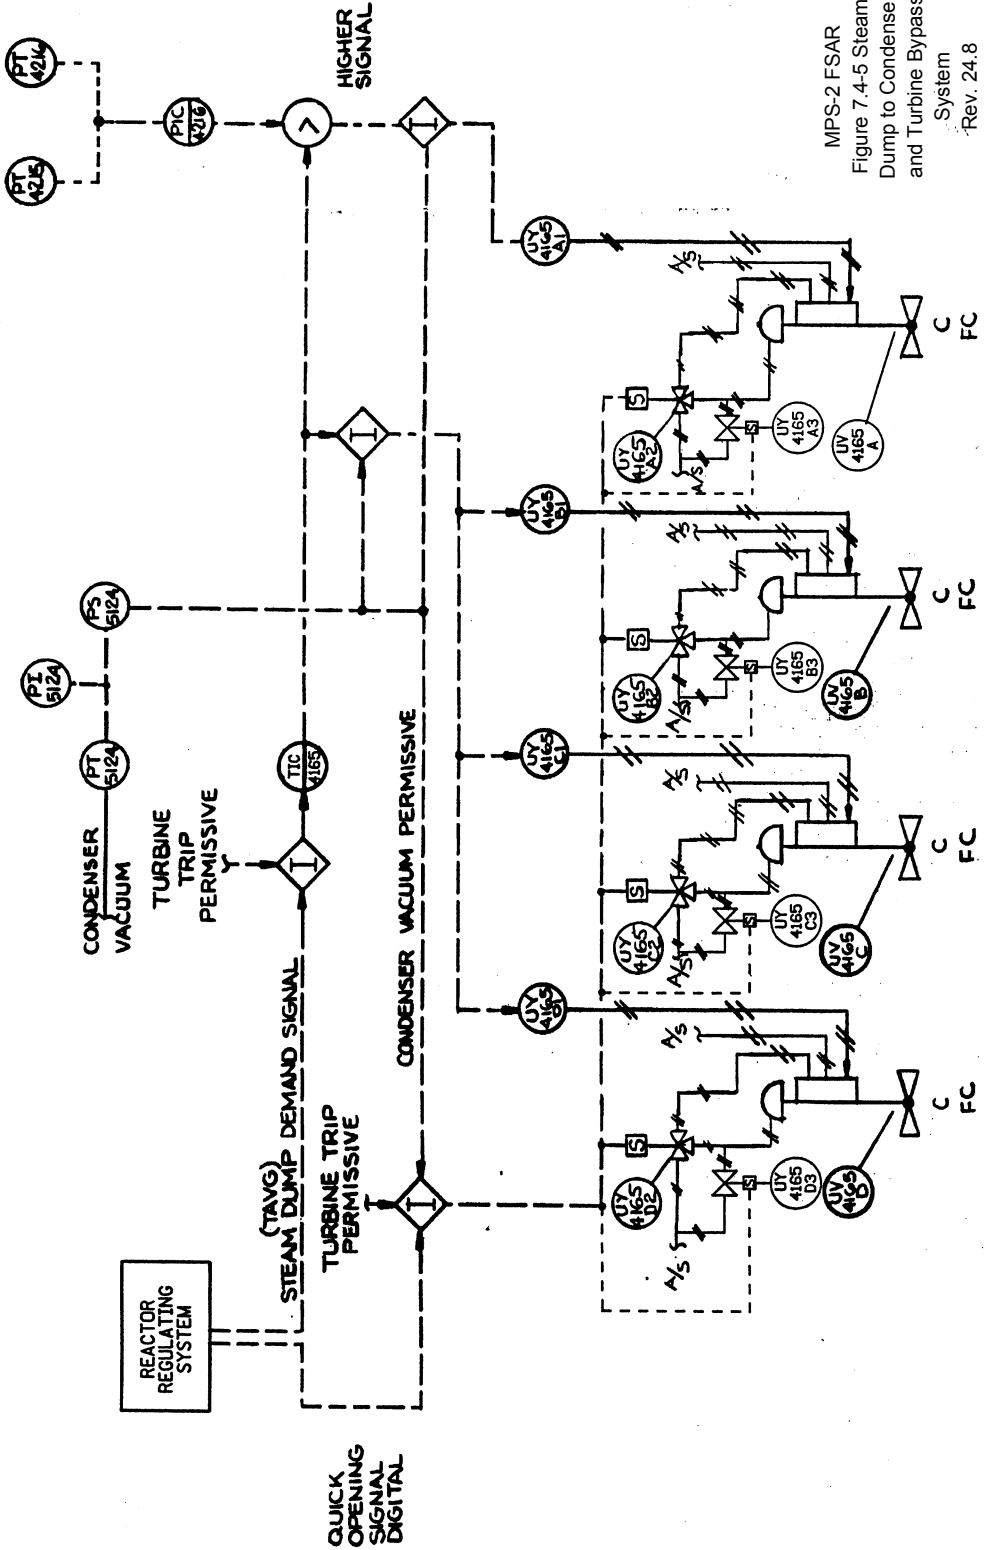 PT
4216
PT
4215
PIC
4216
HIGHER
SIGNAL
MPS-2 FSAR
Figure 7.4-5 Steam
Dump to Condense
and Turbine Bypass
System
Rev. 24.8
PI
5124
PS
5124
PT
5124
CONDENSER
VACUUM
TURBINE
TRIP
PERMISSIVE
TIC
4165
I
I
I
I
CONDENSER VACUUM PERMISSIVE
REACTOR
REGULATING
SYSTEM
(TAVG)
STEAM DUMP DEMAND SIGNAL
TURBINE TRIP
PERMISSIVE
QUICK
OPENING
SIGNAL
DIGITAL
UY
4165
A1
A/S
S
UY
4165
A2
A/S
S
UY
4165
A3
UV
4165
A
C
FC
UY
4165
B1
A/S
S
UY
4165
B2
A/S
S
UY
4165
B3
UV
4165
B
C
FC
UY
4165
C1
A/S
S
UY
4165
C2
A/S
S
UY
4165
C3
UV
4165
C
C
FC
UY
4165
D1
A/S
S
UY
4165
D2
A/S
S
UY
4165
D3
UV
4165
D
C
FC